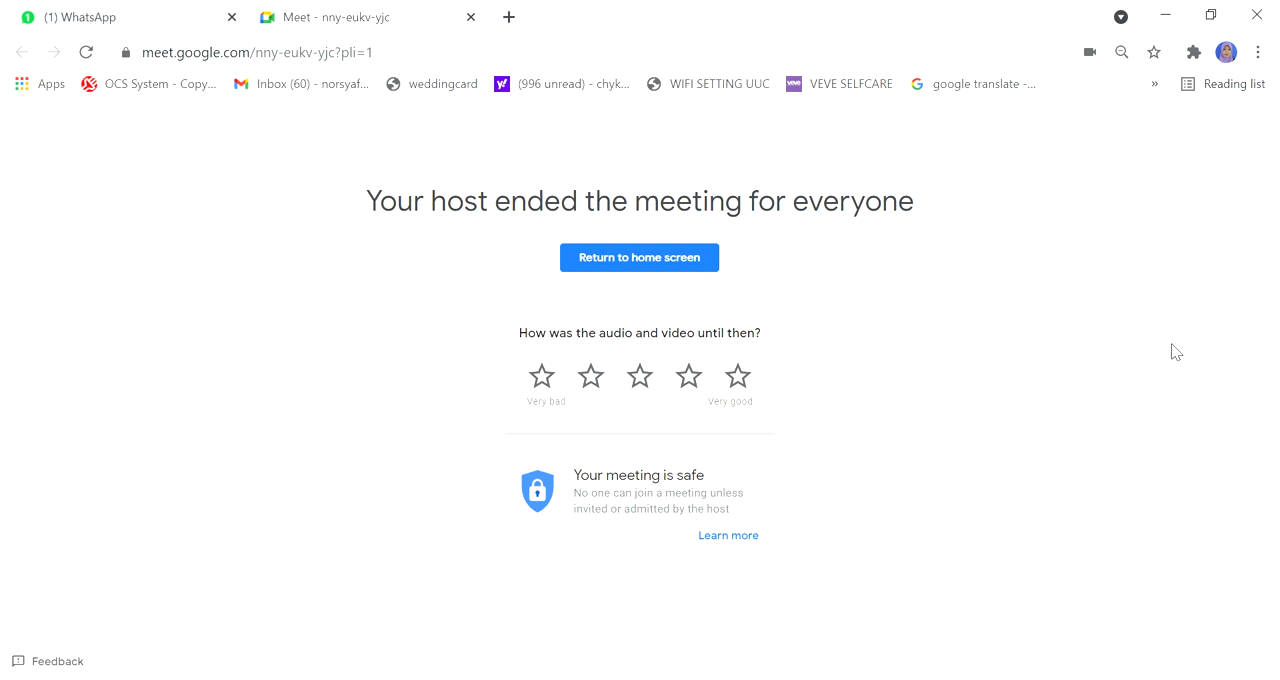 (1) WhatsApp
Meet - nny-eukv-yjc
meet.google.com/nny-eukv-yjc?pli=1
Apps
OCS System - Copy...
Inbox (60) - norsyaf...
weddingcard
(996 unread) - chyk...
WIFI SETTING UUC
VEVE SELFCARE
google translate -...
»
Reading list
Your host ended the meeting for everyone
Return to home screen
How was the audio and video until then?
Very bad
Very good
Your meeting is safe
No one can join a meeting unless
invited or admitted by the host
Learn more
Feedback